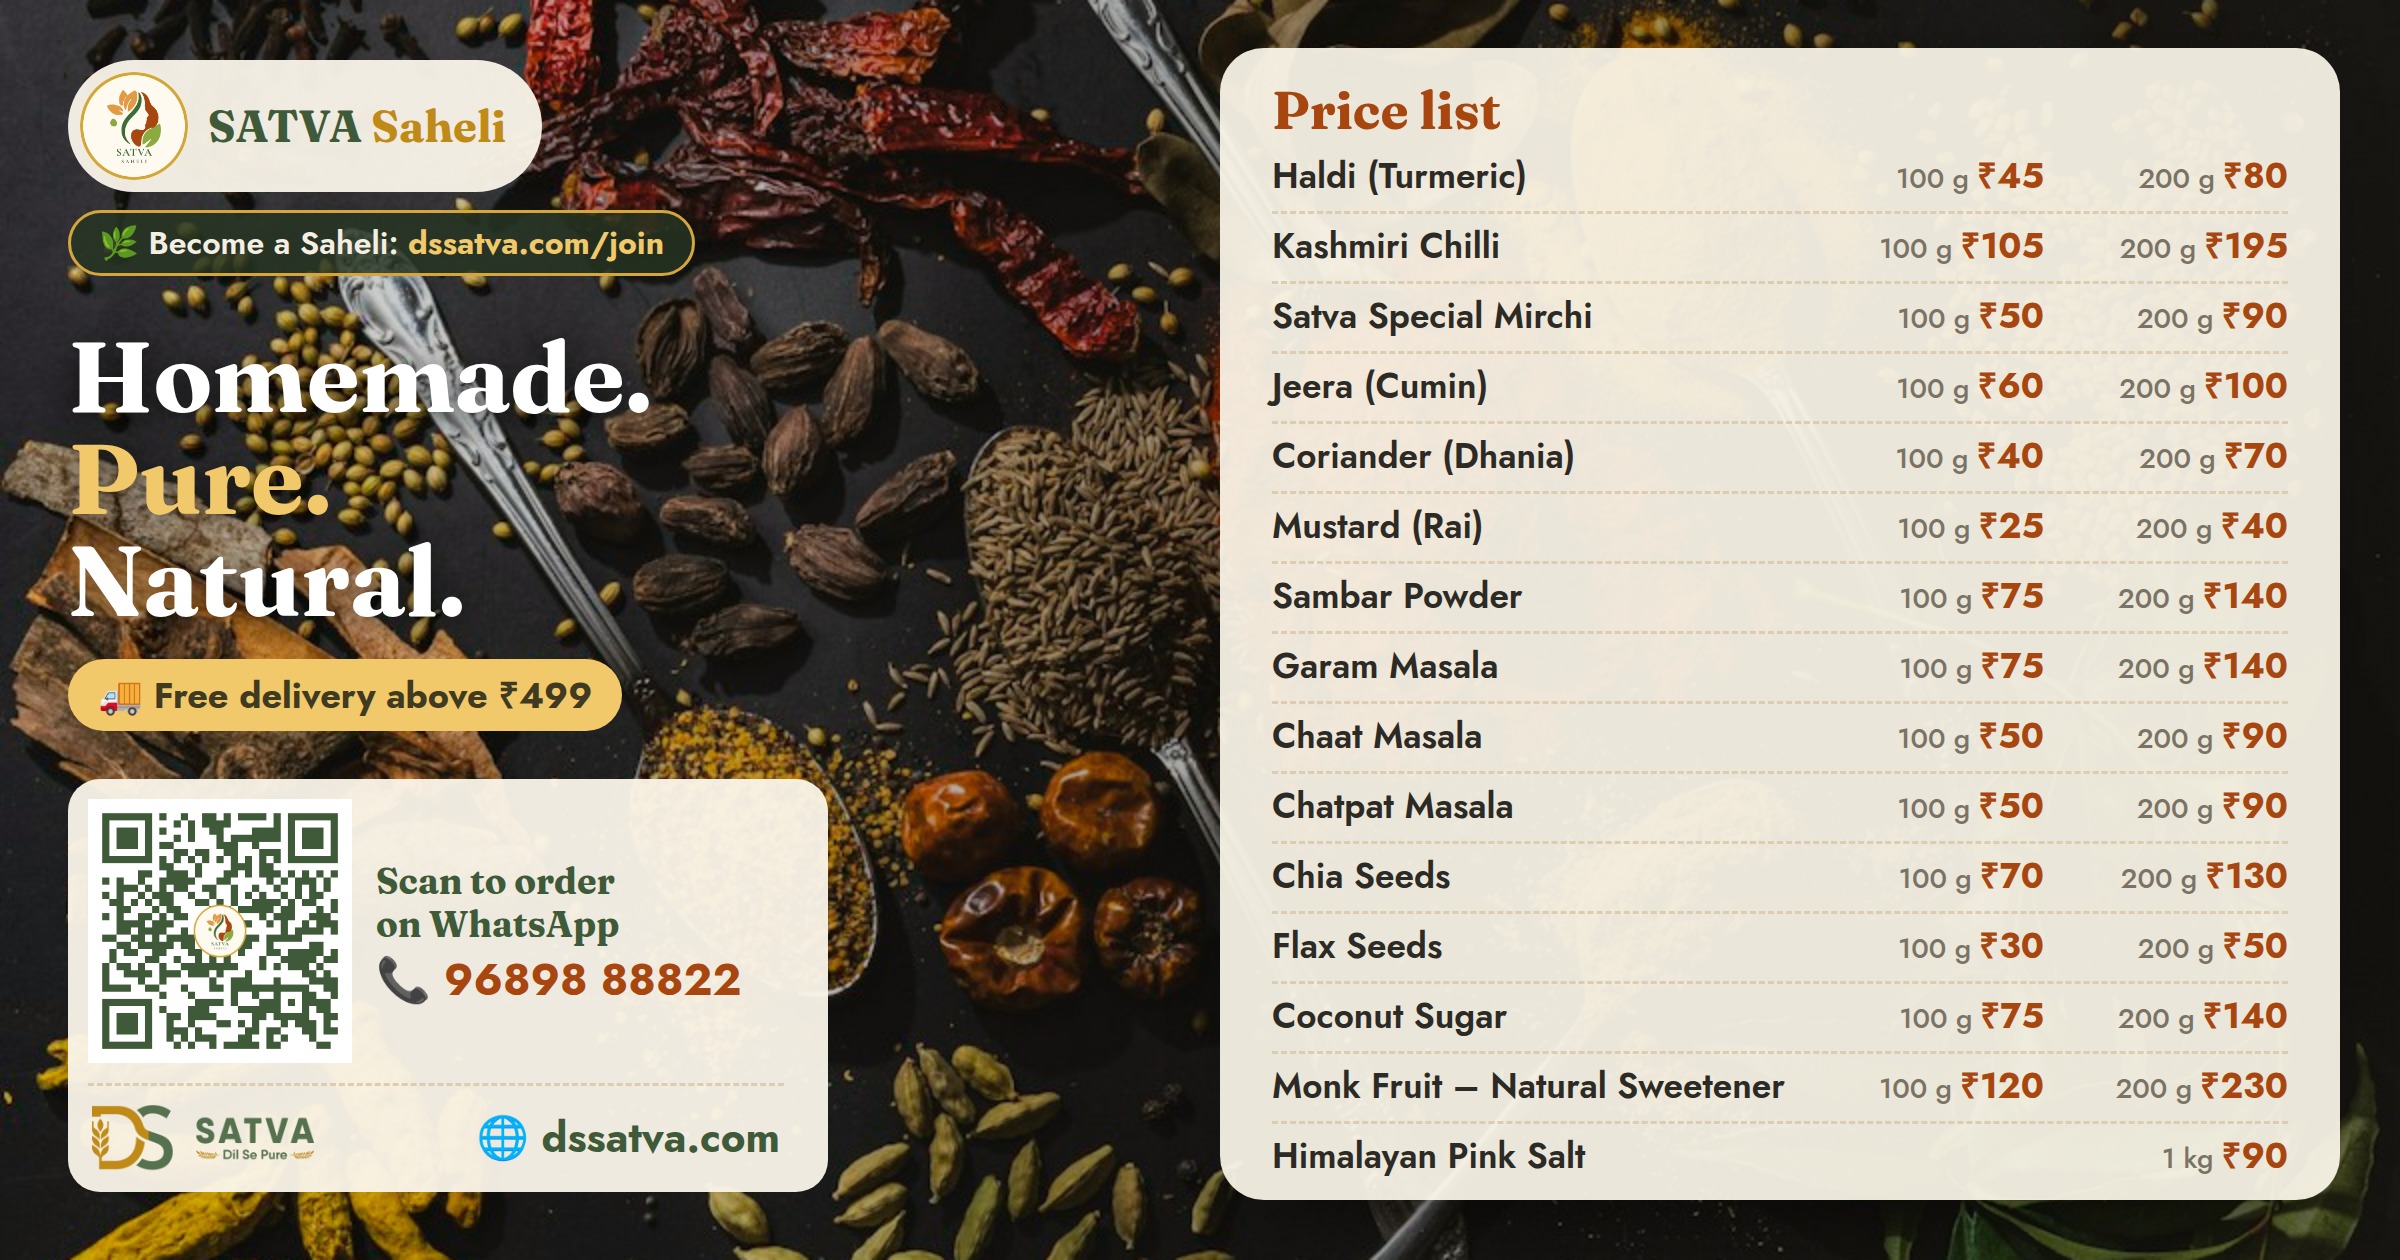 SATVA
SAHELI
SATVA Saheli
🌿 Become a Saheli: dssatva.com/join
Homemade.
Pure.
Natural.
🚚 Free delivery above ₹499
SATVA
Scan to order
on WhatsApp
📞 96898 88822
DS SATVA
Dil Se Pure
🌐 dssatva.com
Price list
Haldi (Turmeric) 100 g ₹45 200 g ₹80
Kashmiri Chilli 100 g ₹105 200 g ₹195
Satva Special Mirchi 100 g ₹50 200 g ₹90
Jeera (Cumin) 100 g ₹60 200 g ₹100
Coriander (Dhania) 100 g ₹40 200 g ₹70
Mustard (Rai) 100 g ₹25 200 g ₹40
Sambar Powder 100 g ₹75 200 g ₹140
Garam Masala 100 g ₹75 200 g ₹140
Chaat Masala 100 g ₹50 200 g ₹90
Chatpat Masala 100 g ₹50 200 g ₹90
Chia Seeds 100 g ₹70 200 g ₹130
Flax Seeds 100 g ₹30 200 g ₹50
Coconut Sugar 100 g ₹75 200 g ₹140
Monk Fruit – Natural Sweetener 100 g ₹120 200 g ₹230
Himalayan Pink Salt 1 kg ₹90